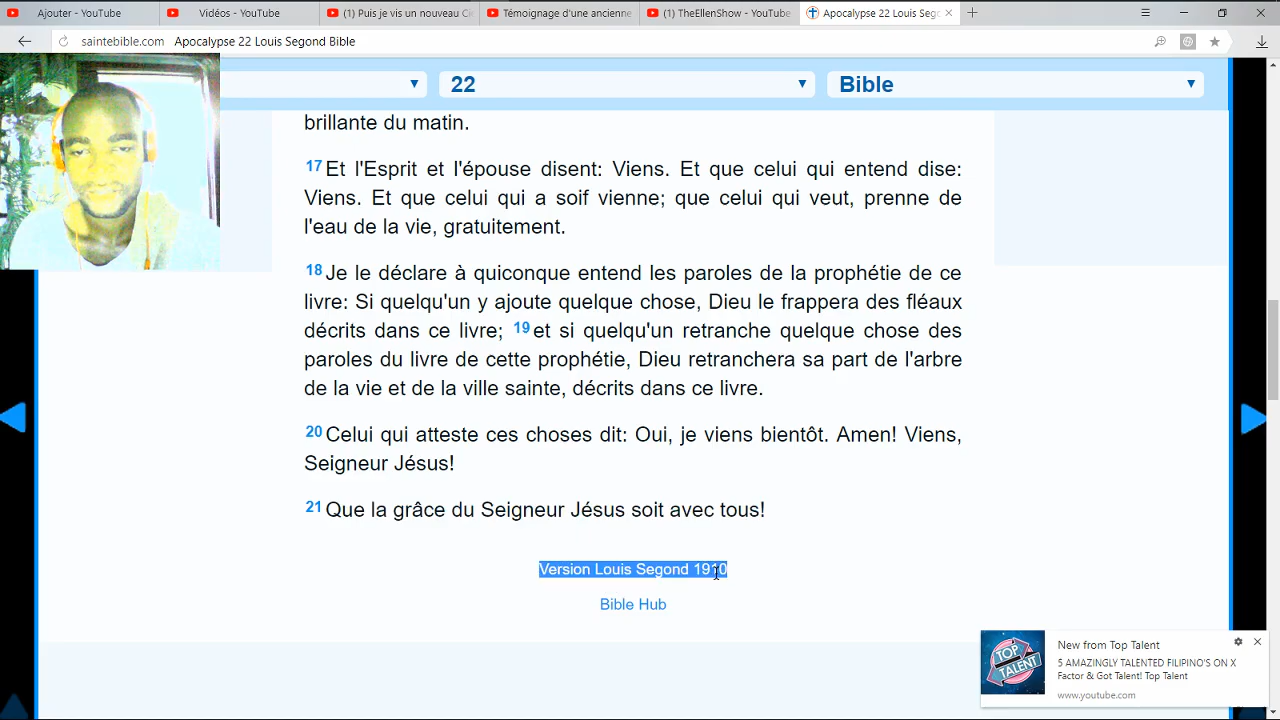 Ajouter - YouTube
Vidéos - YouTube
(1) Puis je vis un nouveau Ci
Témoignage d'une ancienne
(1) TheEllenShow - YouTube
Apocalypse 22 Louis Sego
saintebible.com Apocalypse 22 Louis Segond Bible
22
Bible
brillante du matin.
17 Et l'Esprit et l'épouse disent: Viens. Et que celui qui entend dise:
Viens. Et que celui qui a soif vienne; que celui qui veut, prenne de
l'eau de la vie, gratuitement.
18 Je le déclare à quiconque entend les paroles de la prophétie de ce
livre: Si quelqu'un y ajoute quelque chose, Dieu le frappera des fléaux
décrits dans ce livre; 19 et si quelqu'un retranche quelque chose des
paroles du livre de cette prophétie, Dieu retranchera sa part de l'arbre
de la vie et de la ville sainte, décrits dans ce livre.
20 Celui qui atteste ces choses dit: Oui, je viens bientôt. Amen! Viens,
Seigneur Jésus!
21 Que la grâce du Seigneur Jésus soit avec tous!
Version Louis Segond 1910
Bible Hub
TOP
TALENT
New from Top Talent
5 AMAZINGLY TALENTED FILIPINO'S ON X
Factor & Got Talent! Top Talent
www.youtube.com